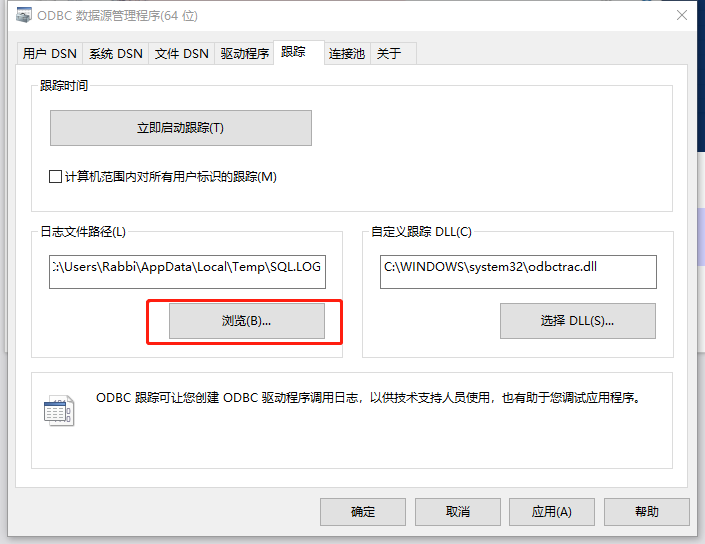 ODBC 数据源管理程序(64 位)
用户 DSN 系统 DSN 文件 DSN 驱动程序 跟踪 连接池 关于
跟踪时间
立即启动跟踪(T)
计算机范围内对所有用户标识的跟踪(M)
日志文件路径(L)
:\Users\Rabbi\AppData\Local\Temp\SQL.LOG
浏览(B)...
自定义跟踪 DLL(C)
C:\WINDOWS\system32\odbctrac.dll
选择 DLL(S)...
ODBC 跟踪可让您创建 ODBC 驱动程序调用日志，以供技术支持人员使用，也有助于您调试应用程序。
确定 取消 应用(A) 帮助